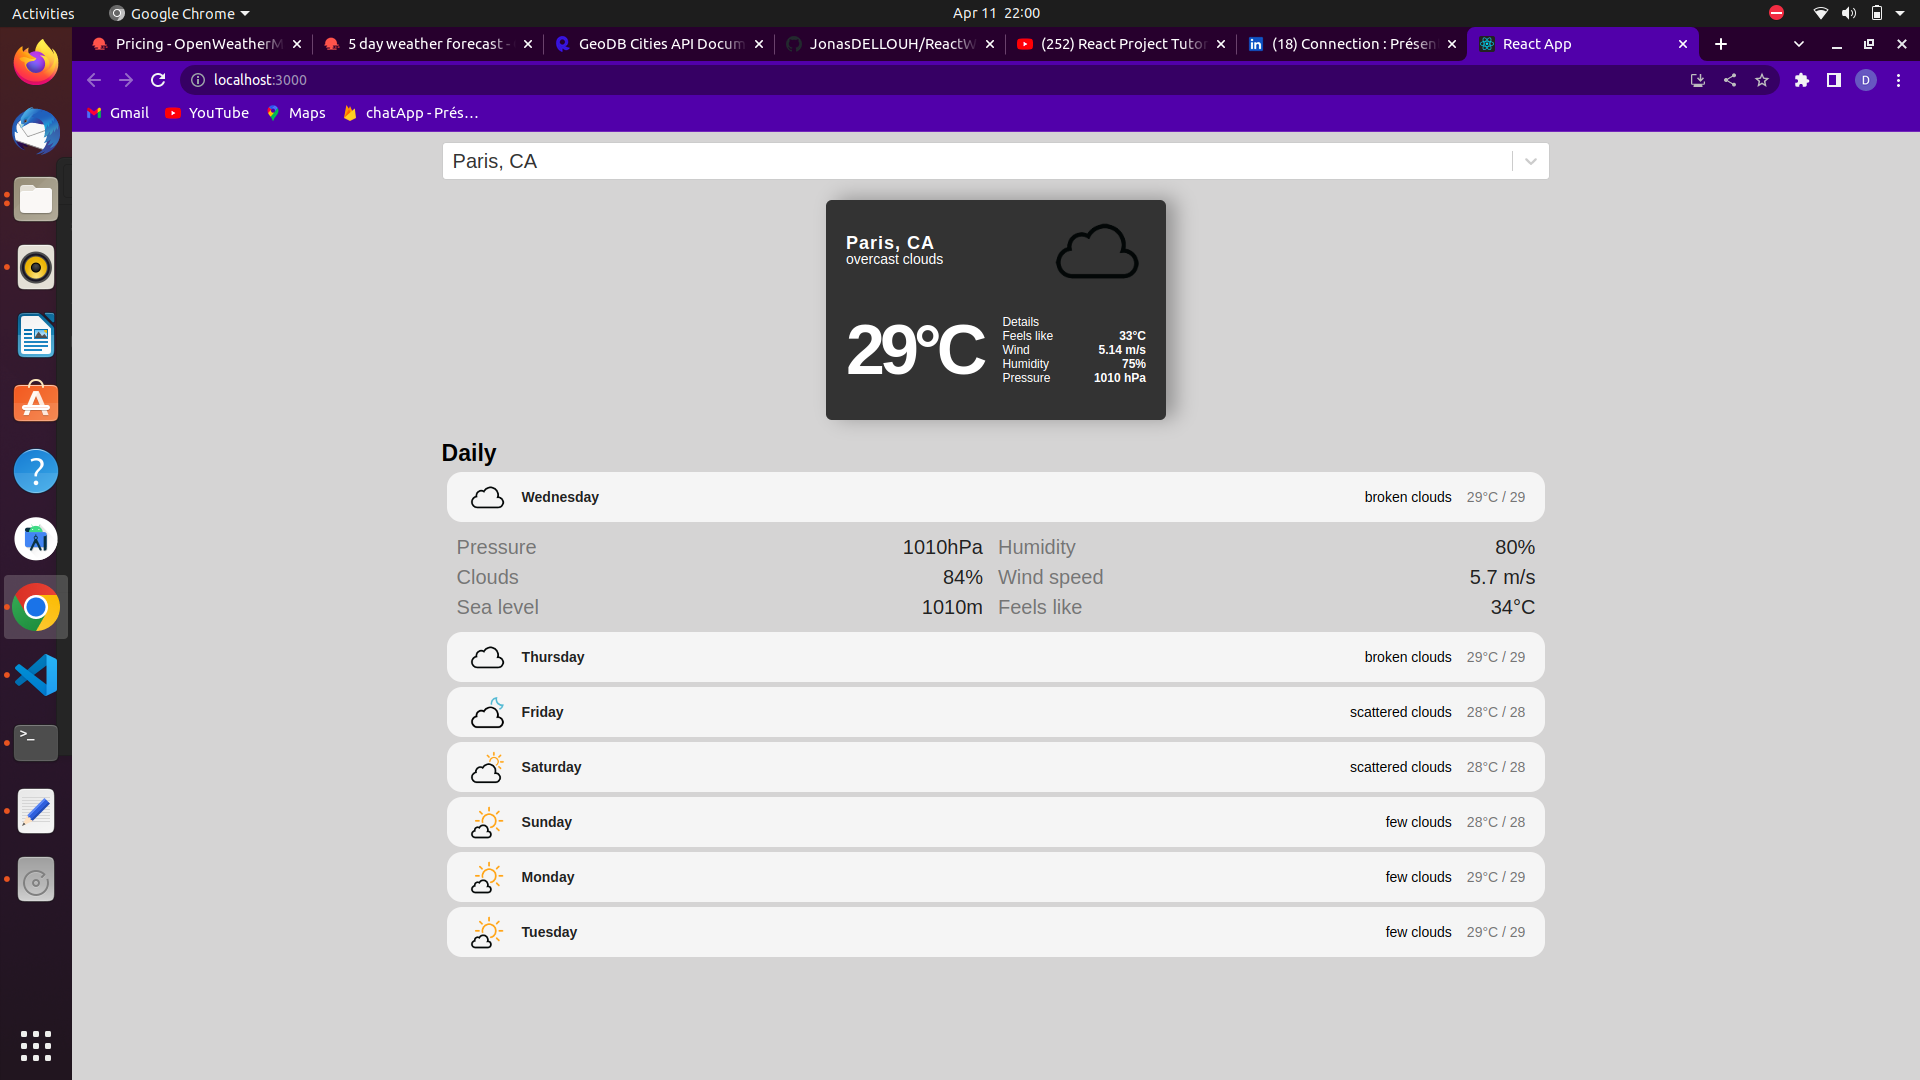 Activities
Google Chrome
Apr 11 22:00
Pricing - OpenWeatherM
5 day weather forecast -
GeoDB Cities API Docum
JonasDELLOUH/ReactW
(252) React Project Tutor
(18) Connection : Présen
React App
localhost:3000
D
Gmail
YouTube
Maps
chatApp - Prés...
Paris, CA
Paris, CA
overcast clouds
29°C
Details
Feels like 33°C
Wind 5.14 m/s
Humidity 75%
Pressure 1010 hPa
Daily
Wednesday broken clouds 29°C / 29
Pressure 1010hPa Humidity 80%
Clouds 84% Wind speed 5.7 m/s
Sea level 1010m Feels like 34°C
Thursday broken clouds 29°C / 29
Friday scattered clouds 28°C / 28
Saturday scattered clouds 28°C / 28
Sunday few clouds 28°C / 28
Monday few clouds 29°C / 29
Tuesday few clouds 29°C / 29